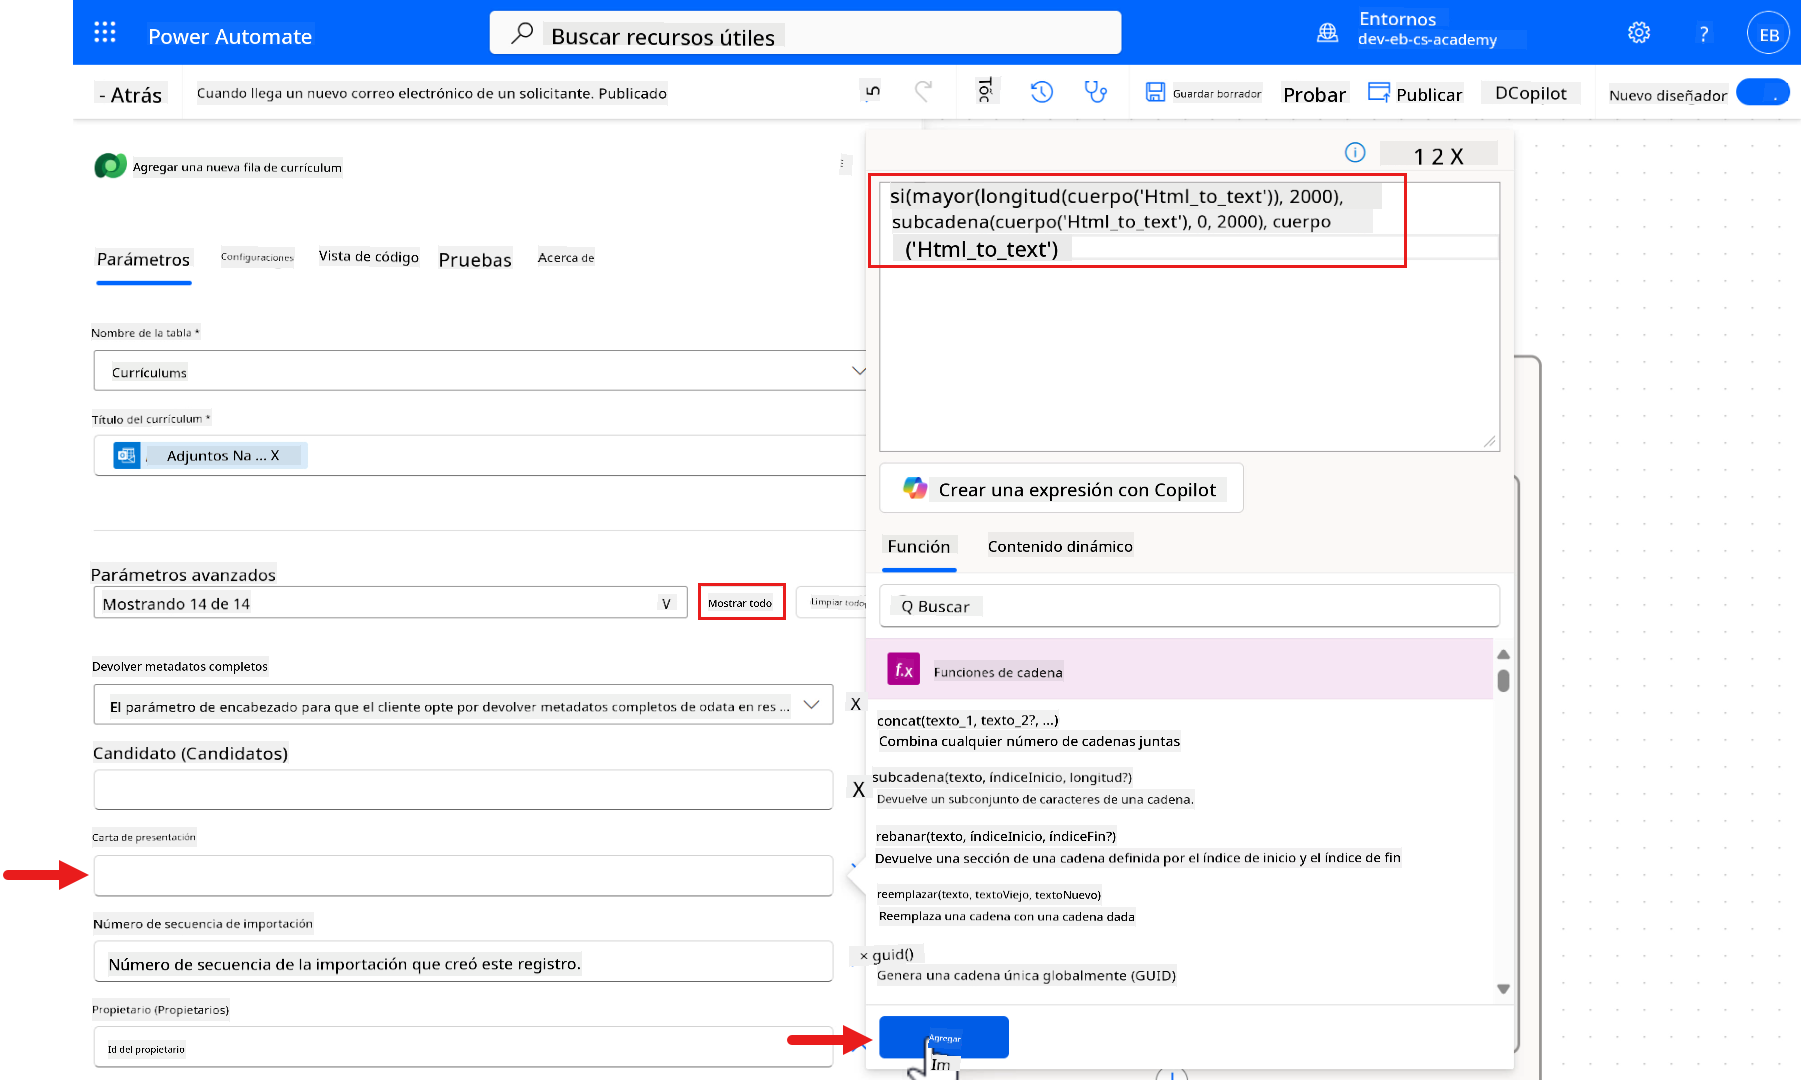 Power Automate
Buscar recursos útiles
Entornos
dev-eb-cs-academy
?
EB
- Atrás
Cuando llega un nuevo correo electrónico de un solicitante. Publicado
Guardar borrador
Probar
Publicar
DCopilot
Nuevo diseñador
Agregar una nueva fila de currículum
1 2 X
si(mayor(longitud(cuerpo('Html_to_text')), 2000),
subcadena(cuerpo('Html_to_text'), 0, 2000), cuerpo
('Html_to_text')
Parámetros
Configuraciones
Vista de código
Pruebas
Acerca de
Nombre de la tabla *
Currículums
Título del currículum *
Adjuntos Na ... X
Crear una expresión con Copilot
Función
Contenido dinámico
Parámetros avanzados
Mostrando 14 de 14
V
Mostrar todo
Limpiar todo
Q Buscar
Devolver metadatos completos
El parámetro de encabezado para que el cliente opte por devolver metadatos completos de odata en res ...
X
f.x
Funciones de cadena
concat(texto_1, texto_2?, ...)
Combina cualquier número de cadenas juntas
Candidato (Candidatos)
X
subcadena(texto, índiceInicio, longitud?)
Devuelve un subconjunto de caracteres de una cadena.
Carta de presentación
rebanar(texto, índiceInicio, índiceFin?)
Devuelve una sección de una cadena definida por el índice de inicio y el índice de fin
reemplazar(texto, textoViejo, textoNuevo)
Reemplaza una cadena con una cadena dada
Número de secuencia de importación
Número de secuencia de la importación que creó este registro.
× guid()
Genera una cadena única globalmente (GUID)
Propietario (Propietarios)
Id del propietario
Agregar
Im